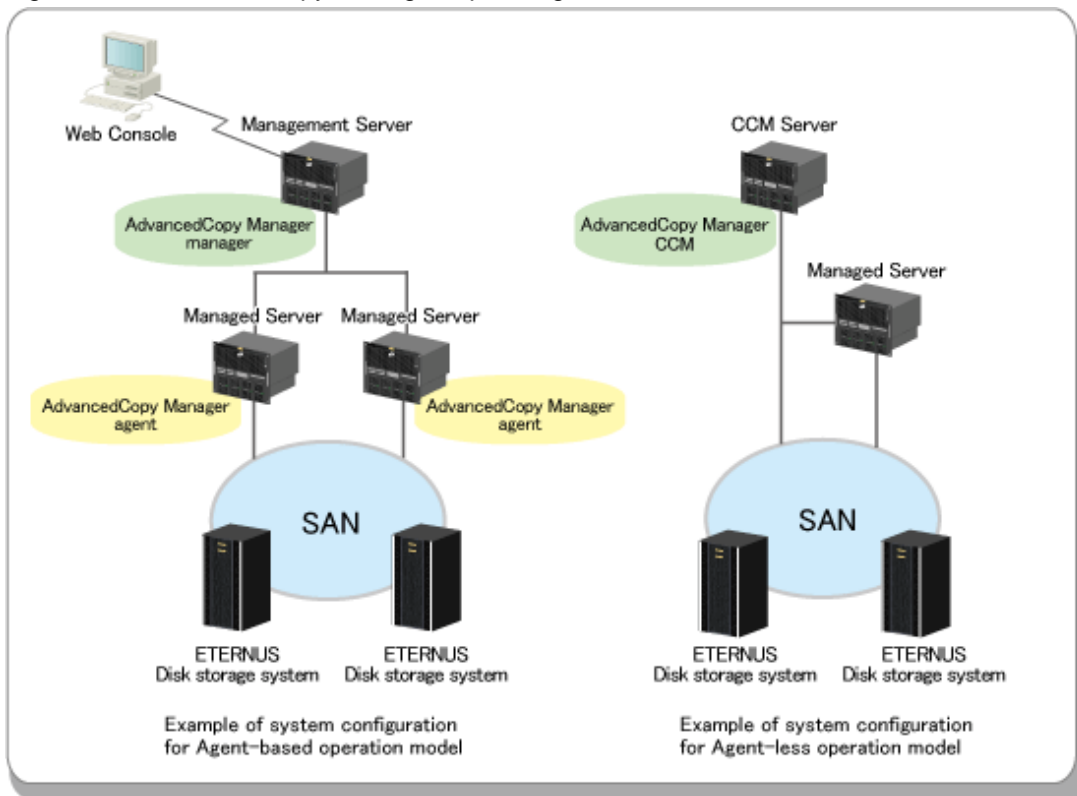 Web Console
Management Server
AdvancedCopy Manager
manager
Managed Server
Managed Server
AdvancedCopy Manager
agent
AdvancedCopy Manager
agent
SAN
ETERNUS
Disk storage system
ETERNUS
Disk storage system
Example of system configuration
for Agent-based operation model
CCM Server
AdvancedCopy Manager
CCM
Managed Server
SAN
ETERNUS
Disk storage system
ETERNUS
Disk storage system
Example of system configuration
for Agent-less operation model